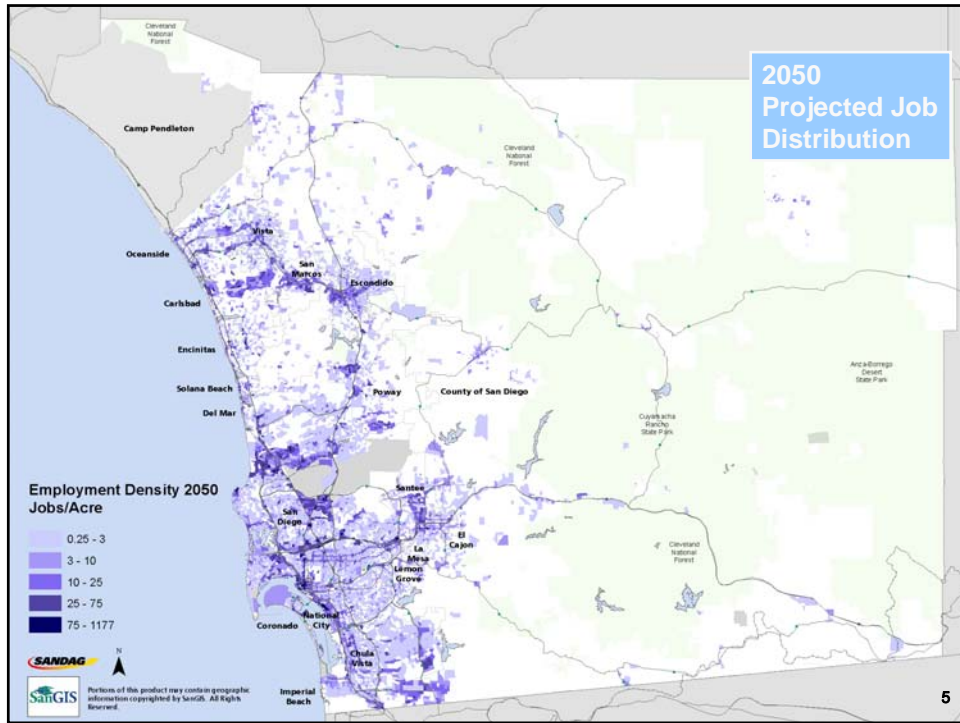 2050
Projected Job
Distribution
Cleveland
National
Forest
Camp Pendleton
Cleveland
National
Forest
Oceanside
Vista
San
Marcos
Escondido
Carlsbad
Encinitas
Solana Beach
Del Mar
Poway
County of San Diego
Anza-Borrego
Desert
State Park
Cuyamacha
Rancho
State Park
Santee
San
Diego
El
Cajon
La
Mesa
Lemon
Grove
Cleveland
National
Forest
Coronado
National
City
Chula
Vista
Imperial
Beach
Employment Density 2050
Jobs/Acre
0.25 - 3
3 - 10
10 - 25
25 - 75
75 - 1177
SANDAG
N
SanGIS
Portions of this product may contain geographic
information copyrighted by SanGIS. All Rights
Reserved.
5